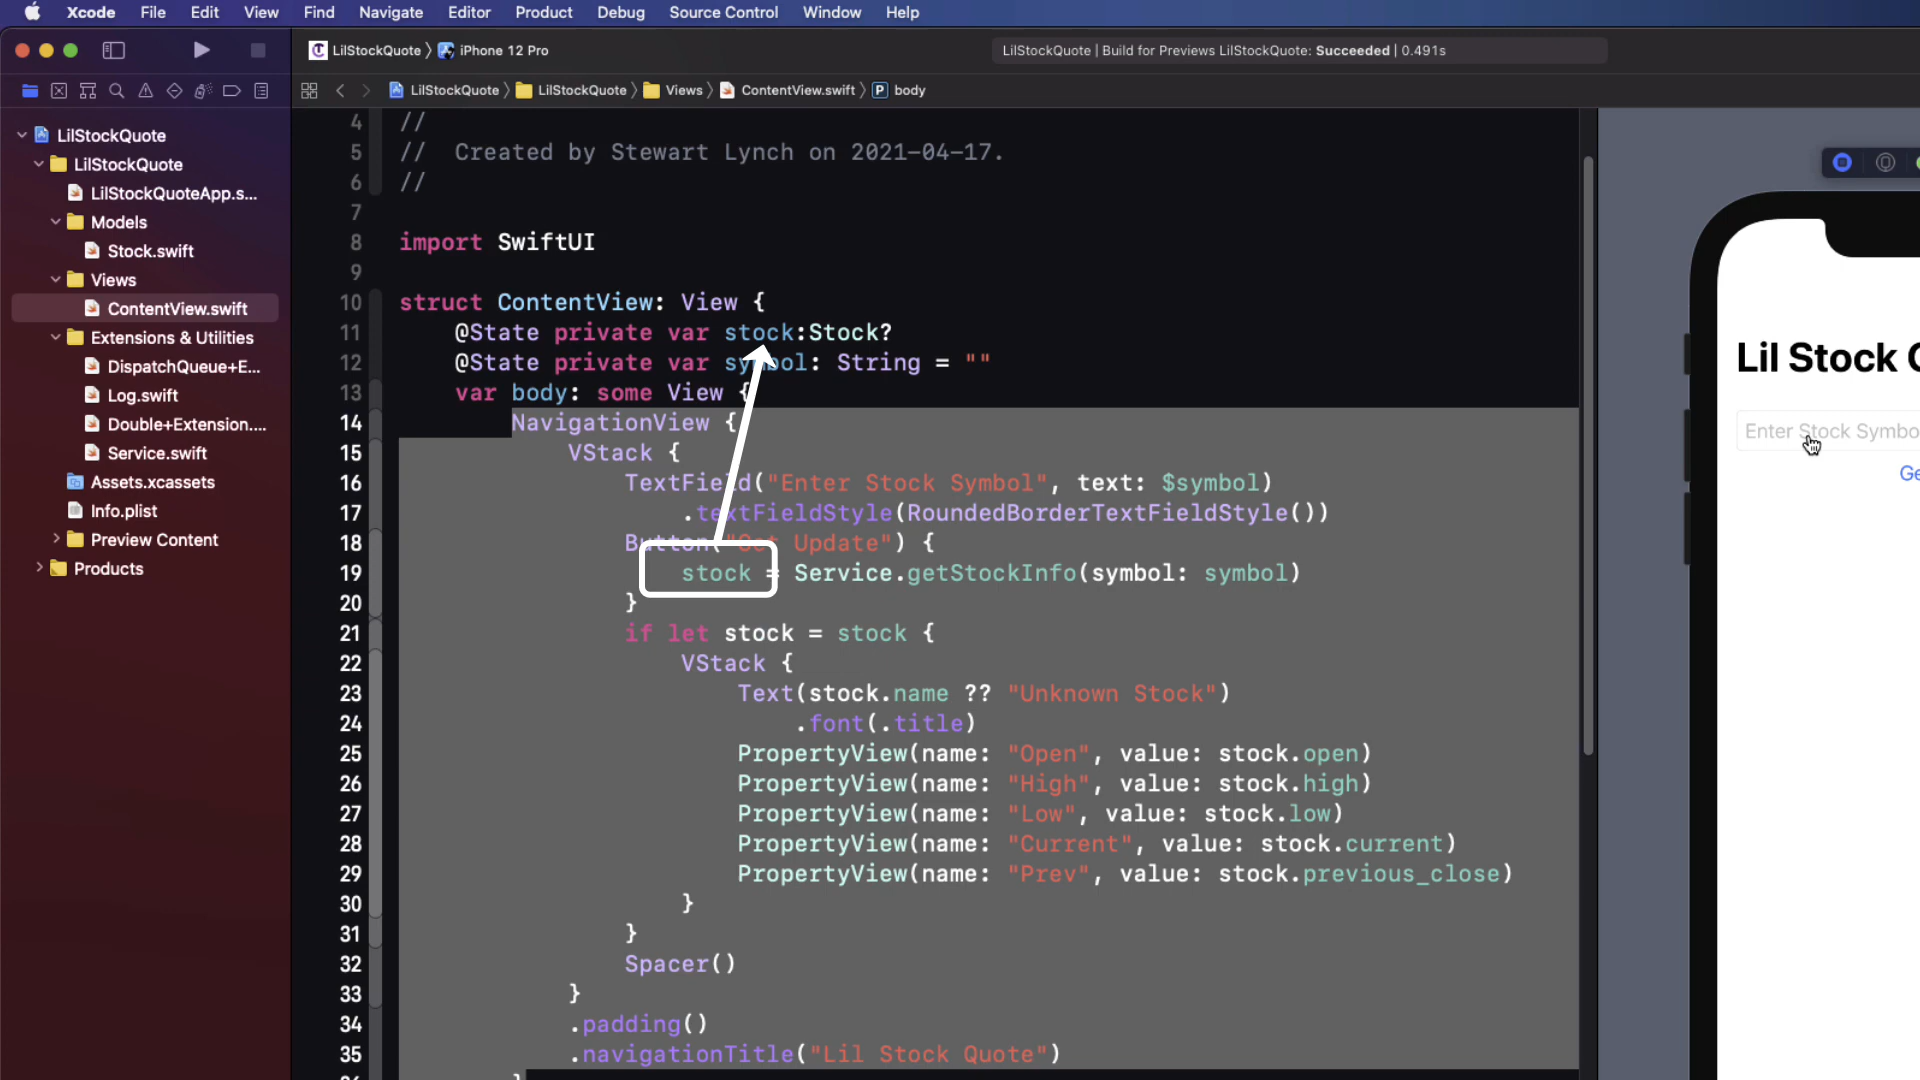 Xcode File Edit View Find Navigate Editor Product Debug Source Control Window Help
LilStockQuote iPhone 12 Pro
LilStockQuote | Build for Previews LilStockQuote: Succeeded | 0.491s
LilStockQuote LilStockQuote Views ContentView.swift P body
LilStockQuote
LilStockQuote
LilStockQuoteApp.s...
Models
Stock.swift
Views
ContentView.swift
Extensions & Utilities
DispatchQueue+E...
Log.swift
Double+Extension....
Service.swift
Assets.xcassets
Info.plist
Preview Content
Products
4 //
5 //  Created by Stewart Lynch on 2021-04-17.
6 //
7
8 import SwiftUI
9
10 struct ContentView: View {
11     @State private var stock:Stock?
12     @State private var symbol: String = ""
13     var body: some View {
14         NavigationView {
15             VStack {
16                 TextField("Enter Stock Symbol", text: $symbol)
17                     .textFieldStyle(RoundedBorderTextFieldStyle())
18                 Button("Get Update") {
19                     stock = Service.getStockInfo(symbol: symbol)
20                 }
21                 if let stock = stock {
22                     VStack {
23                         Text(stock.name ?? "Unknown Stock")
24                             .font(.title)
25                         PropertyView(name: "Open", value: stock.open)
26                         PropertyView(name: "High", value: stock.high)
27                         PropertyView(name: "Low", value: stock.low)
28                         PropertyView(name: "Current", value: stock.current)
29                         PropertyView(name: "Prev", value: stock.previous_close)
30                     }
31                 }
32                 Spacer()
33             }
34             .padding()
35             .navigationTitle("Lil Stock Quote")
Lil Stock
Enter Stock Symbo
Ge